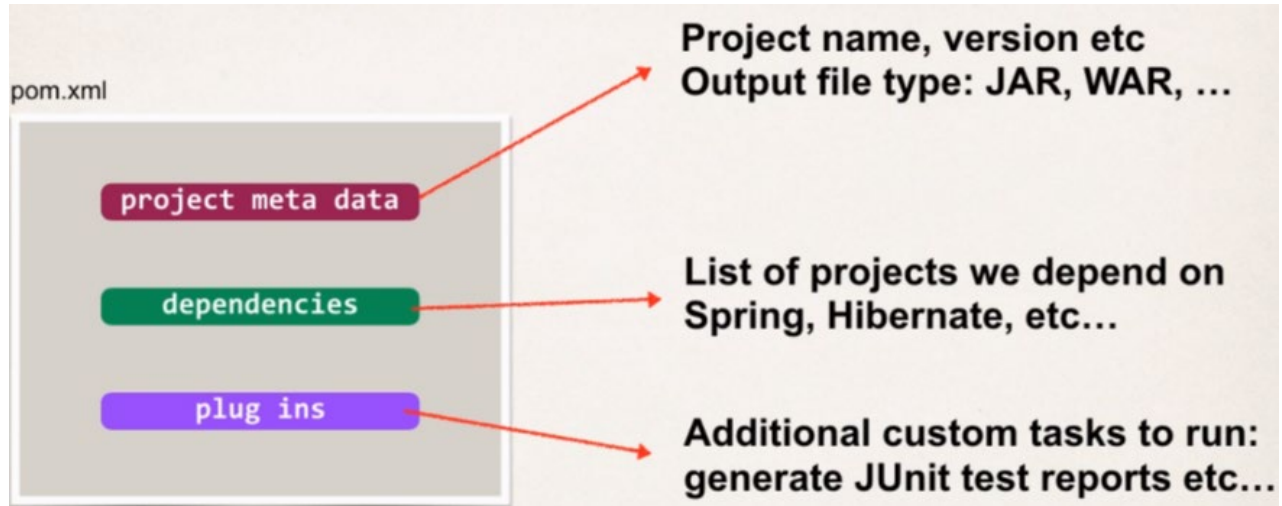 pom.xml
project meta data
dependencies
plug ins
Project name, version etc
Output file type: JAR, WAR, …
List of projects we depend on
Spring, Hibernate, etc…
Additional custom tasks to run:
generate JUnit test reports etc…